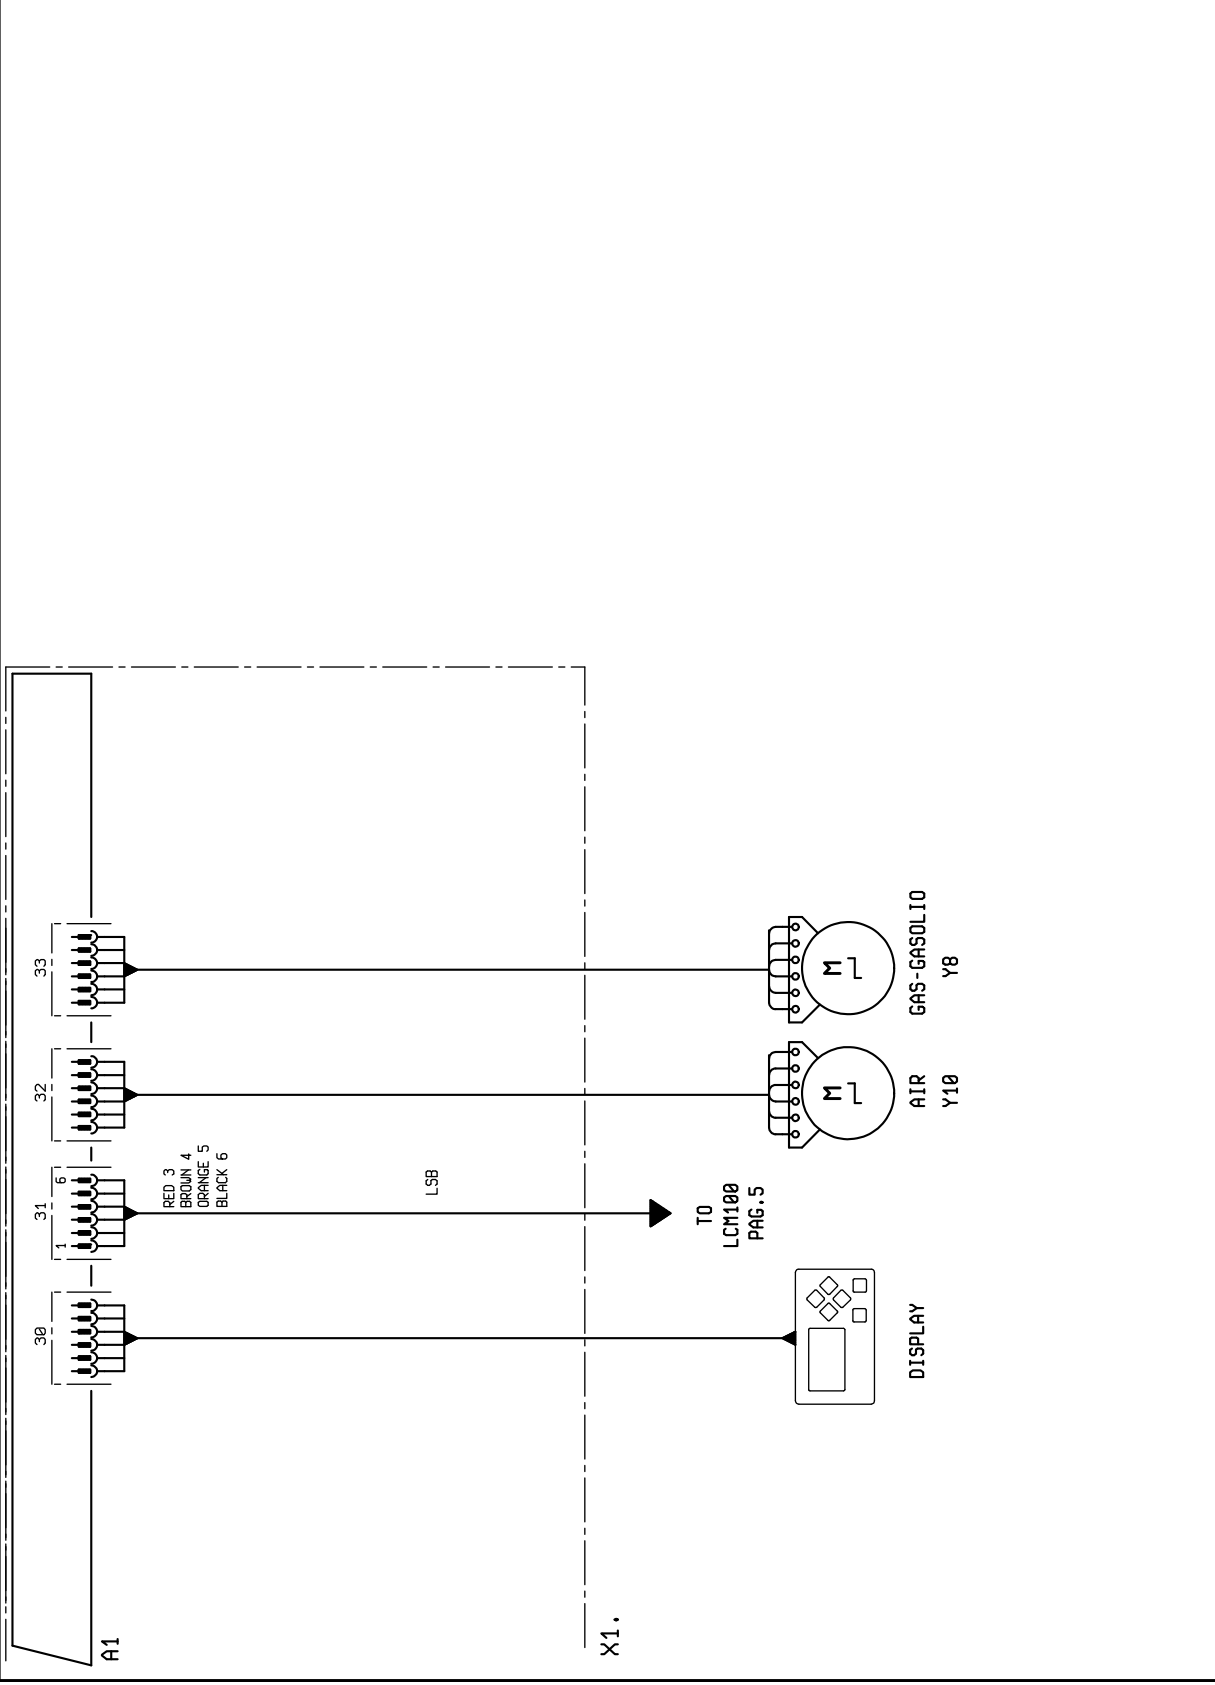 30
31
32
33
1
6
A1
RED 3
BROWN 4
ORANGE 5
BLACK 6
LSB
X1.
TO
LCM100
PAG.5
M
M
DISPLAY
AIR
Y10
GAS-GASOLIO
Y8